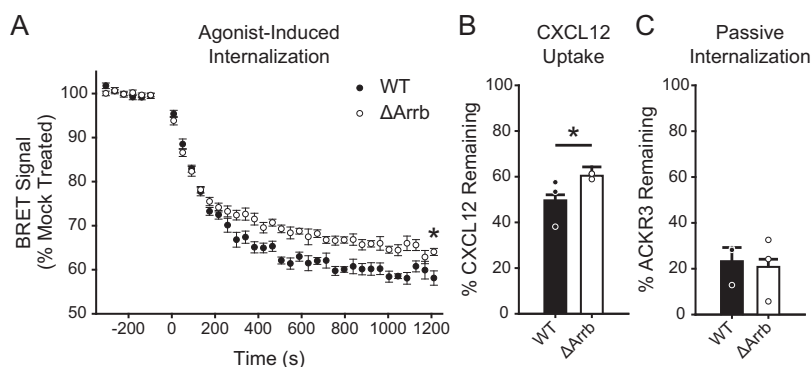 A
Agonist-Induced
Internalization
BRET Signal
(% Mock Treated)
100
90
80
70
60
50
-200
0
200
400
600
800
1000
1200
Time (s)
WT
ΔArrb
*
B
CXCL12
Uptake
% CXCL12 Remaining
100
80
60
40
20
0
*
WT
ΔArrb
C
Passive
Internalization
% ACKR3 Remaining
100
80
60
40
20
0
WT
ΔArrb